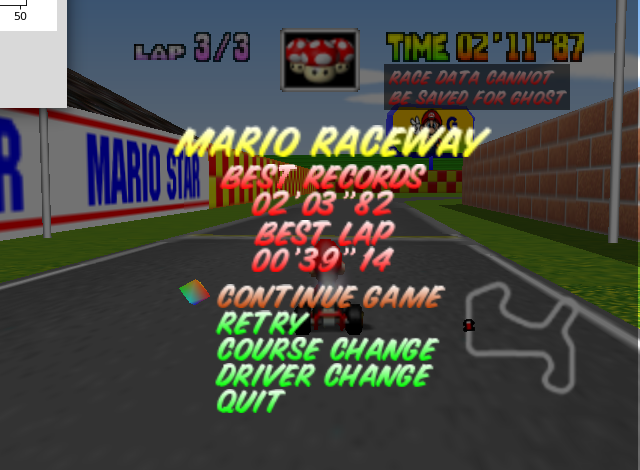 50
LAP 3/3
TIME 02'11"87
RACE DATA CANNOT
BE SAVED FOR GHOST
G
MARIO STAR
R
MARIO RACEWAY
BEST RECORDS
02'03"82
BEST LAP
00'39"14
CONTINUE GAME
RETRY
COURSE CHANGE
DRIVER CHANGE
QUIT